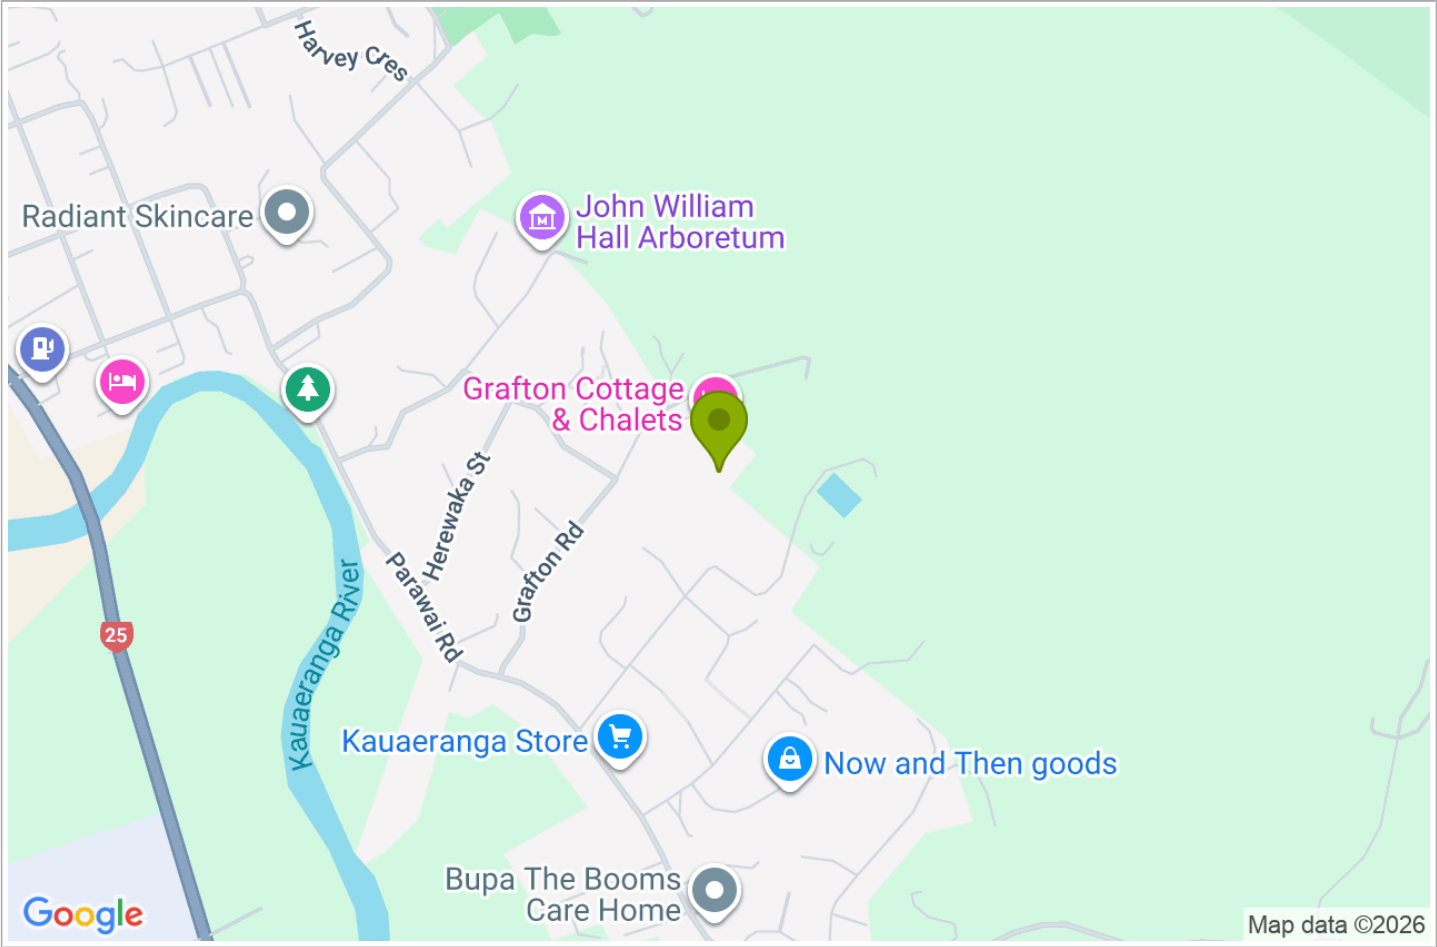 Harvey Cres
Radiant Skincare
John William
Hall Arboretum
Grafton Cottage
& Chalets
Herewaka St
Grafton Rd
Parawai Rd
25
Kauaeranga River
Kauaeranga Store
Now and Then goods
Bupa The Booms
Care Home
Google
Map data ©2026